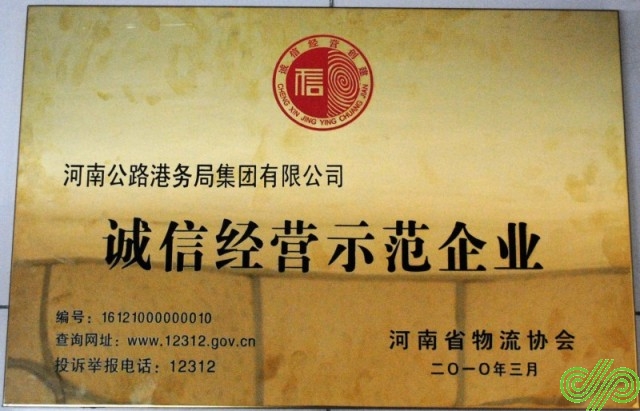 诚信经营创建
信
CHENG XIN JING YING CHUANG JIAN
河南公路港务局集团有限公司
诚信经营示范企业
编号：16121000000010
查询网址：www.12312.gov.cn
投诉举报电话：12312
河南省物流协会
二〇一〇年三月